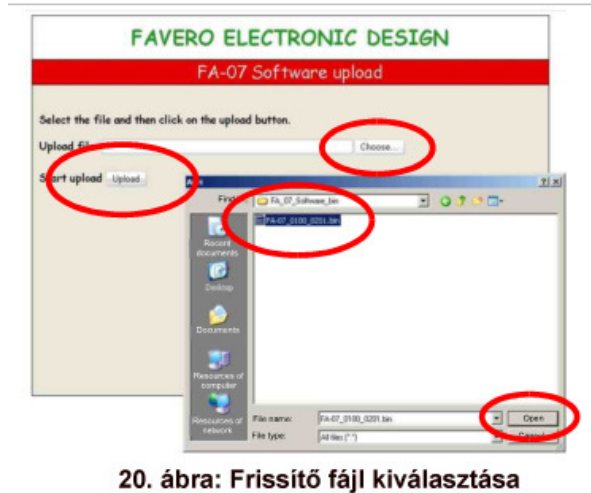 FAVERO ELECTRONIC DESIGN
FA-07 Software upload
Select the file and then click on the upload button.
Upload file
Choose...
Start upload Upload
Find
FA_07_Software_bin
FA-07_0100_0201.bin
Recent
documents
Desktop
Documents
Resources of
computer
Resources of
network
File name: FA-07_0100_0201.bin Open
File type: All files (*.*) Cancel
20. ábra: Frissítő fájl kiválasztása